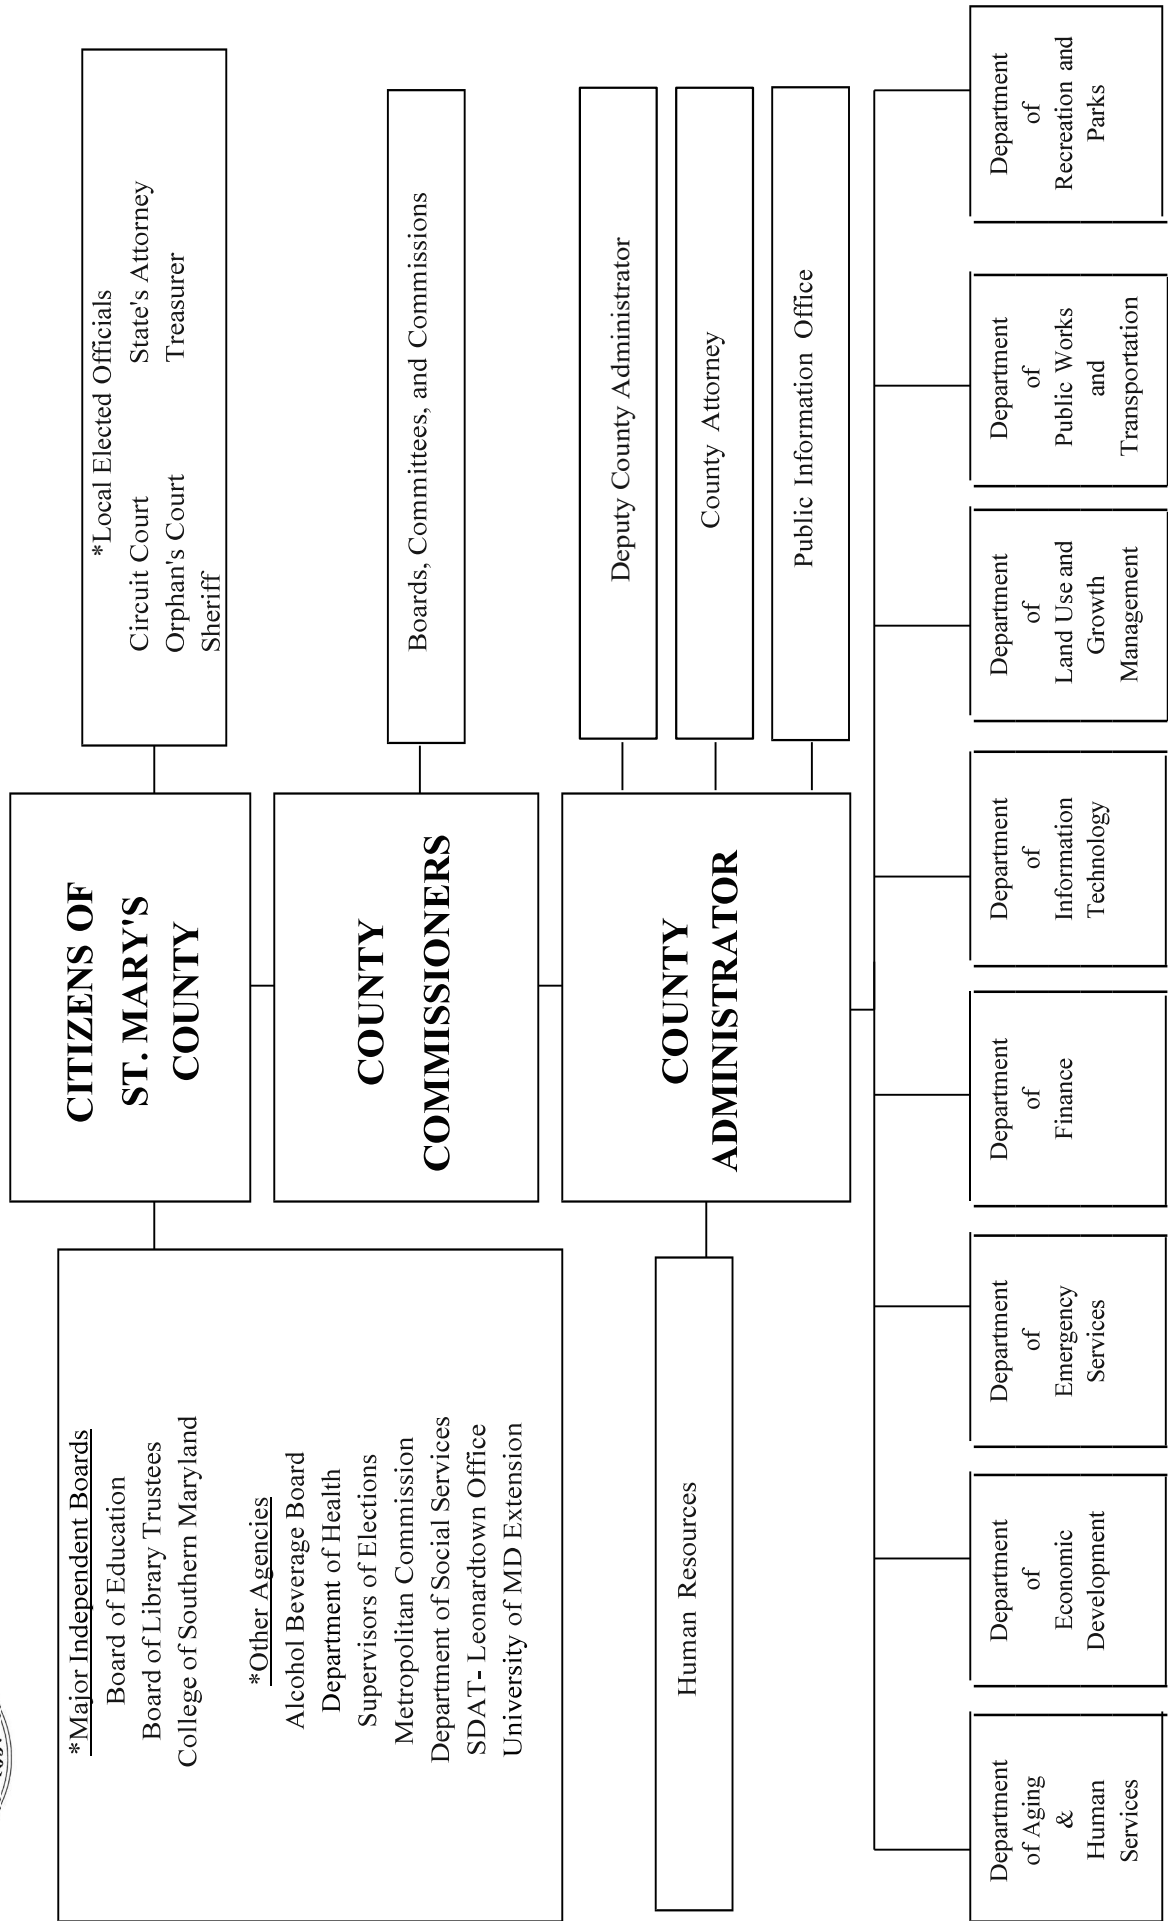 CITIZENS OF
ST. MARY'S
COUNTY
*Major Independent Boards
Board of Education
Board of Library Trustees
College of Southern Maryland
*Other Agencies
Alcohol Beverage Board
Department of Health
Supervisors of Elections
Metropolitan Commission
Department of Social Services
SDAT- Leonardtown Office
University of MD Extension
*Local Elected Officials
Circuit Court State's Attorney
Orphan's Court Treasurer
Sheriff
COUNTY
COMMISSIONERS
Boards, Committees, and Commissions
COUNTY
ADMINISTRATOR
Human Resources
Deputy County Administrator
County Attorney
Public Information Office
Department
of Aging
&
Human
Services
Department
of
Economic
Development
Department
of
Emergency
Services
Department
of
Finance
Department
of
Information
Technology
Department
of
Land Use and
Growth
Management
Department
of
Public Works
and
Transportation
Department
of
Recreation and
Parks